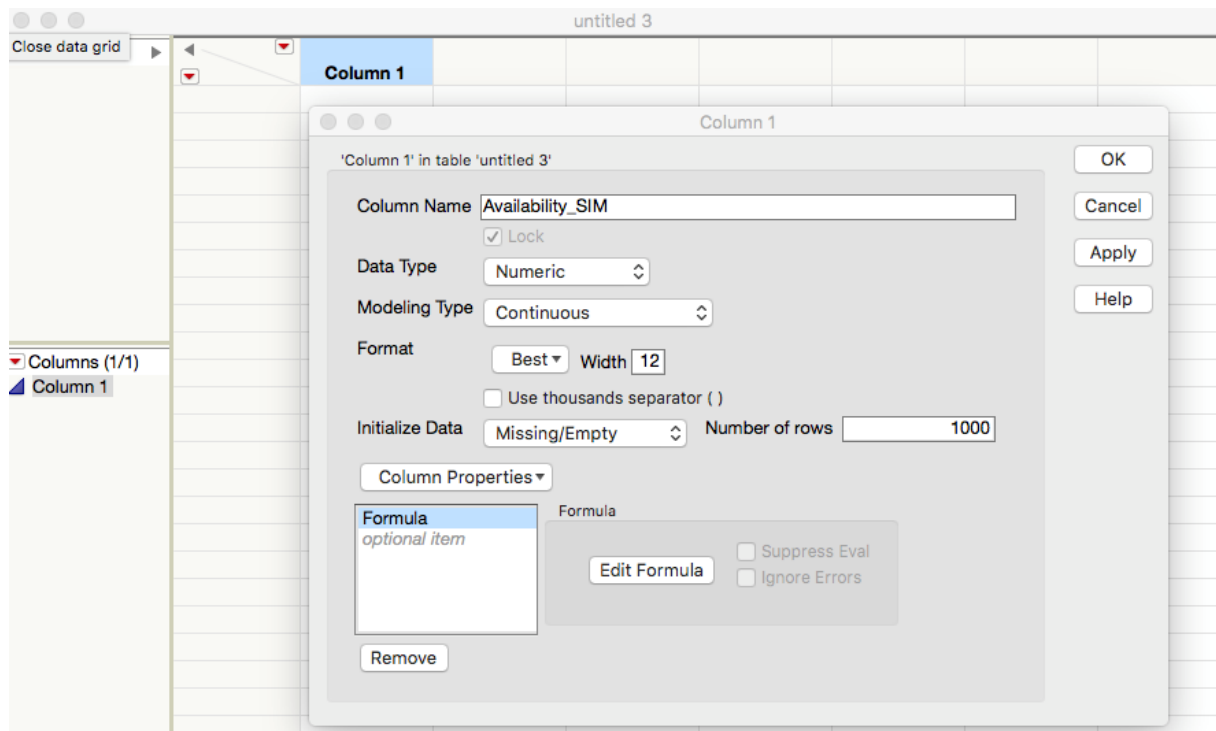 untitled 3
Close data grid
Column 1
Column 1
'Column 1' in table 'untitled 3'
OK
Column Name Availability_SIM
Cancel
Lock
Data Type Numeric
Apply
Modeling Type Continuous
Help
Format Best Width 12
Columns (1/1)
Column 1
Use thousands separator ( )
Initialize Data Missing/Empty Number of rows 1000
Column Properties
Formula
optional item
Formula
Edit Formula
Suppress Eval
Ignore Errors
Remove